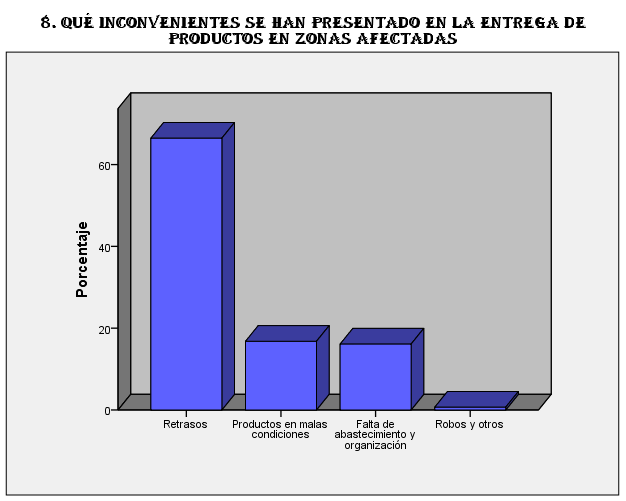 8. QUÉ INCONVENIENTES SE HAN PRESENTADO EN LA ENTREGA DE
PRODUCTOS EN ZONAS AFECTADAS
Porcentaje
60
40
20
0
Retrasos
Productos en malas
condiciones
Falta de
abastecimiento y
organización
Robos y otros